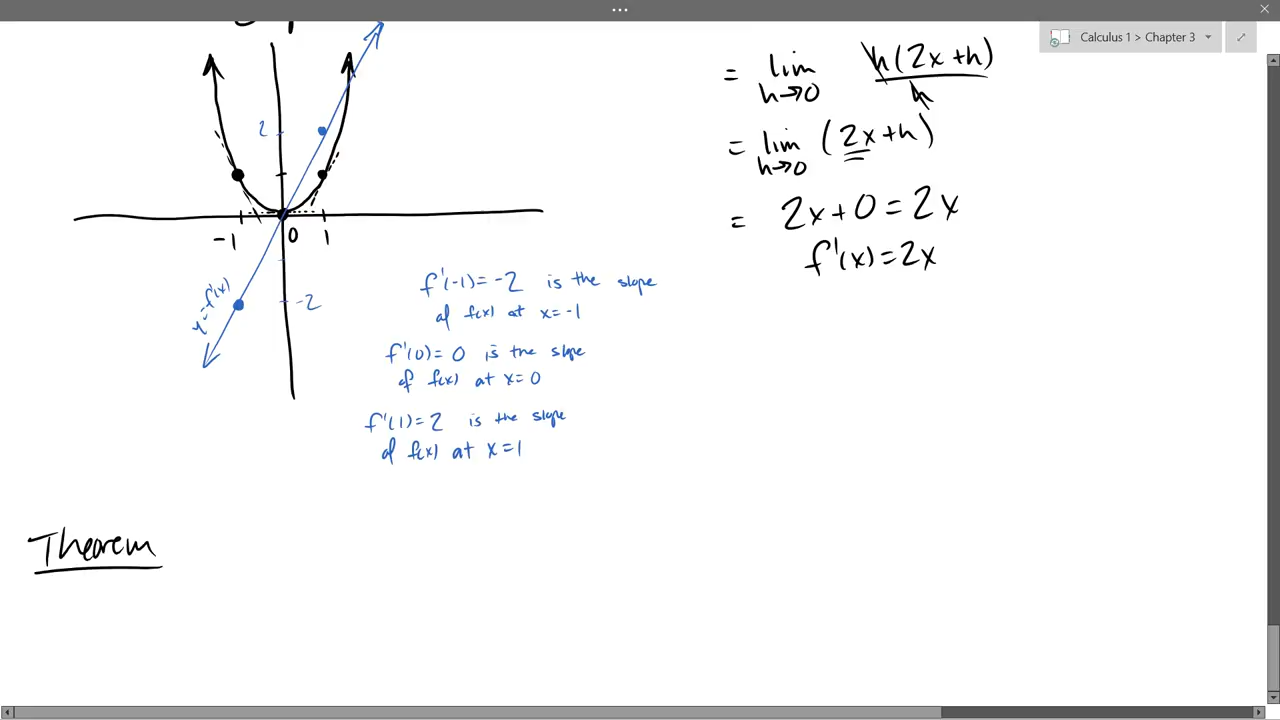 Calculus 1 > Chapter 3
= lim h→0 h(2x+h)/h
= lim h→0 (2x+h)
= 2x+0=2x
f'(x)=2x
2
-1 0 1
-2
y=f'(x)
f'(-1)=-2 is the slope
of f(x) at x=-1
f'(0)=0 is the slope
of f(x) at x=0
f'(1)=2 is the slope
of f(x) at x=1
Theorem